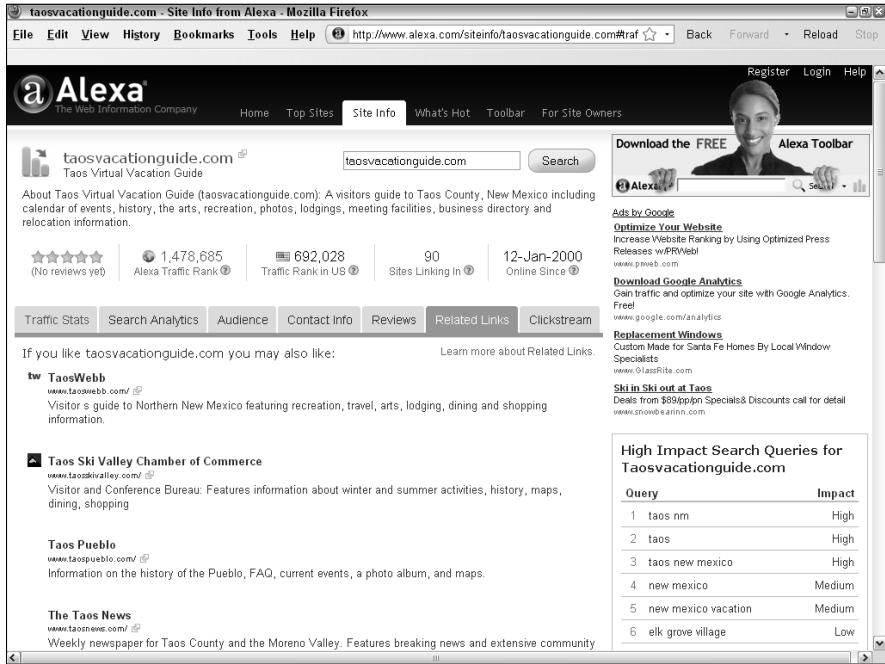 taosvacationguide.com - Site Info from Alexa - Mozilla Firefox
File Edit View History Bookmarks Tools Help http://www.alexa.com/siteinfo/taosvacationguide.com#traf Back Forward Reload Stop
Register Login Help
a Alexa
The Web Information Company
Home Top Sites Site Info What's Hot Toolbar For Site Owners
taosvacationguide.com
Taos Virtual Vacation Guide
taosvacationguide.com Search
About Taos Virtual Vacation Guide (taosvacationguide.com): A visitors guide to Taos County, New Mexico including
calendar of events, history, the arts, recreation, photos, lodgings, meeting facilities, business directory and
relocation information.
(No reviews yet)
1,478,685
Alexa Traffic Rank ?
692,028
Traffic Rank in US ?
90
Sites Linking In ?
12-Jan-2000
Online Since ?
Traffic Stats Search Analytics Audience Contact Info Reviews Related Links Clickstream
If you like taosvacationguide.com you may also like:
Learn more about Related Links.
tw TaosWebb
www.taoswebb.com/
Visitor s guide to Northern New Mexico featuring recreation, travel, arts, lodging, dining and shopping
information.
Taos Ski Valley Chamber of Commerce
www.taosskivalley.com/
Visitor and Conference Bureau: Features information about winter and summer activities, history, maps,
dining, shopping
Taos Pueblo
www.taospueblo.com/
Information on the history of the Pueblo, FAQ, current events, a photo album, and maps.
The Taos News
www.taosnews.com/
Weekly newspaper for Taos County and the Moreno Valley. Features breaking news and extensive community
Download the FREE Alexa Toolbar
a Alexa
Ads by Google
Optimize Your Website
Increase Website Ranking by Using Optimized Press
Releases w/PRWeb!
www.prweb.com
Download Google Analytics
Gain traffic and optimize your site with Google Analytics.
Free!
www.google.com/analytics
Replacement Windows
Custom Made for Santa Fe Homes By Local Window
Specialists
www.GlassRite.com
Ski in Ski out at Taos
Deals from $89/pp/pn Specials& Discounts call for detail
www.snowbearinn.com
High Impact Search Queries for
Taosvacationguide.com
Query Impact
1 taos nm High
2 taos High
3 taos new mexico High
4 new mexico Medium
5 new mexico vacation Medium
6 elk grove village Low